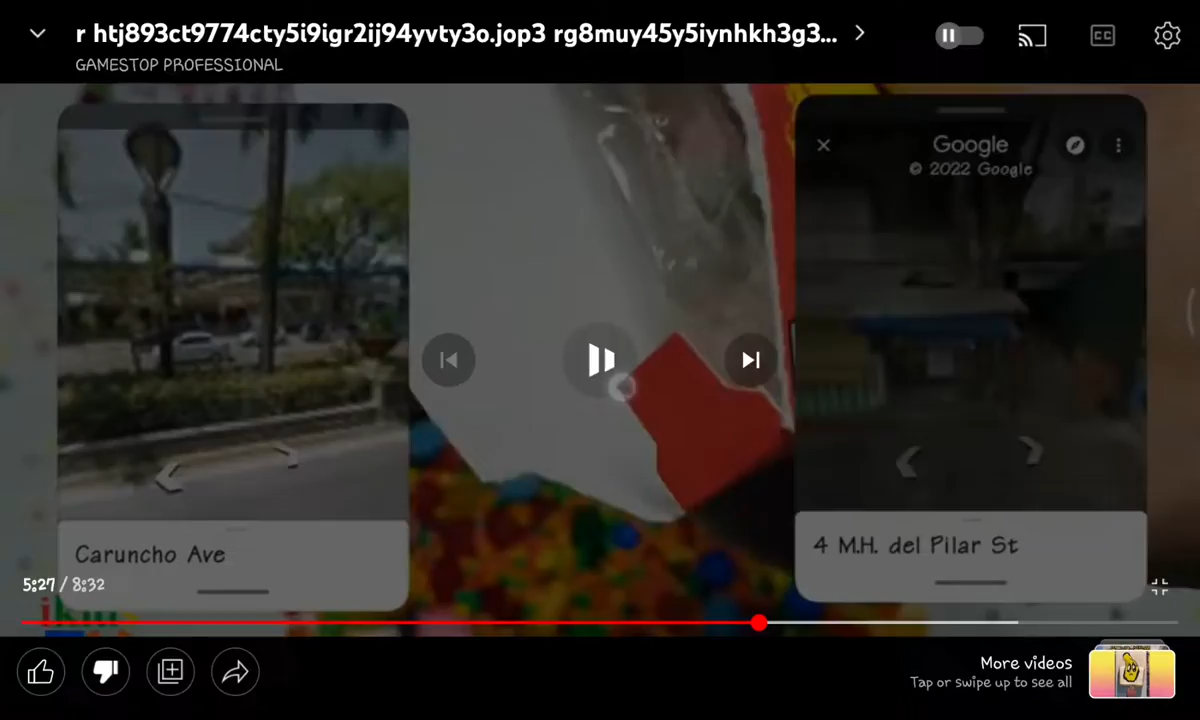 r htj893ct9774cty5i9igr2ij94yvty3o.jop3 rg8muy45y5iynhkh3g3...
GAMESTOP PROFESSIONAL
CC
Google
© 2022 Google
Caruncho Ave
4 M.H. del Pilar St
5:27 / 8:32
More videos
Tap or swipe up to see all